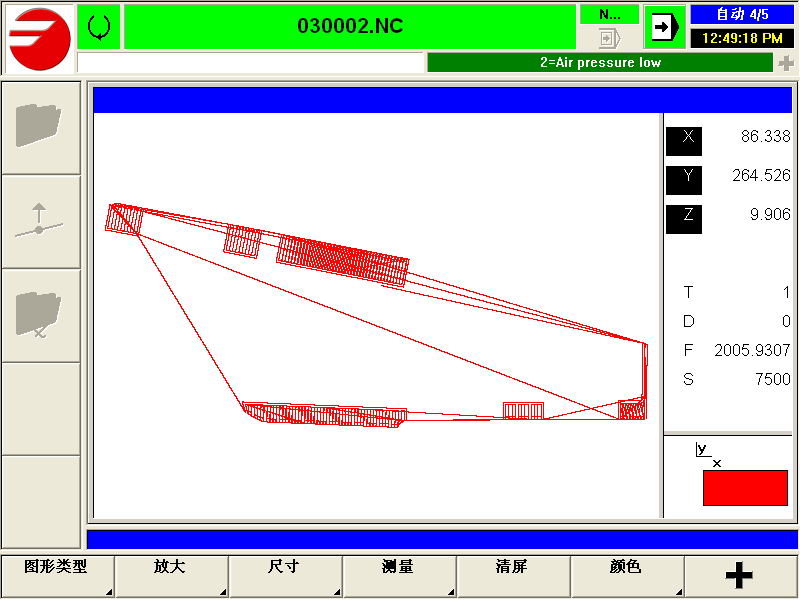 030002.NC
N...
自动 4/5
12:49:18 PM
2=Air pressure low
X 86.338
Y 264.526
Z 9.906
T 1
D 0
F 2005.9307
S 7500
y
x
图形类型 放大 尺寸 测量 清屏 颜色